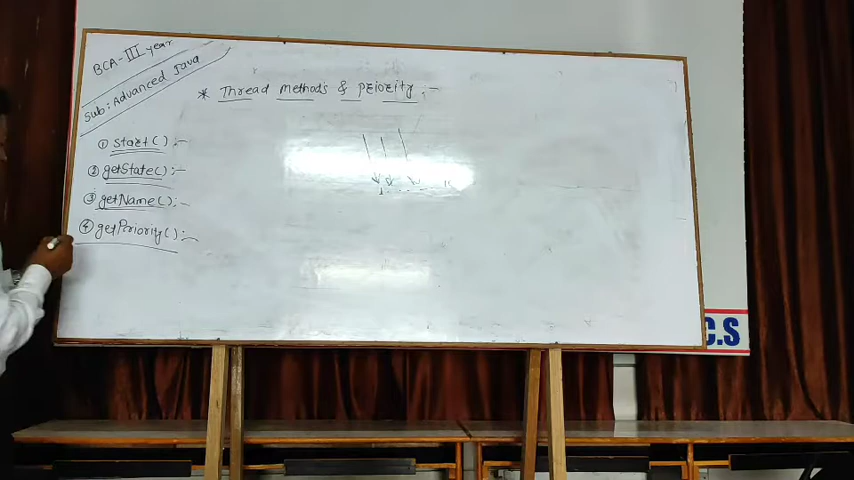 BCA-III year
Sub: Advanced Java
* Thread methods & priority :-
① start() :-
② getState() :-
③ getName() :-
④ getPriority() :-
C.S